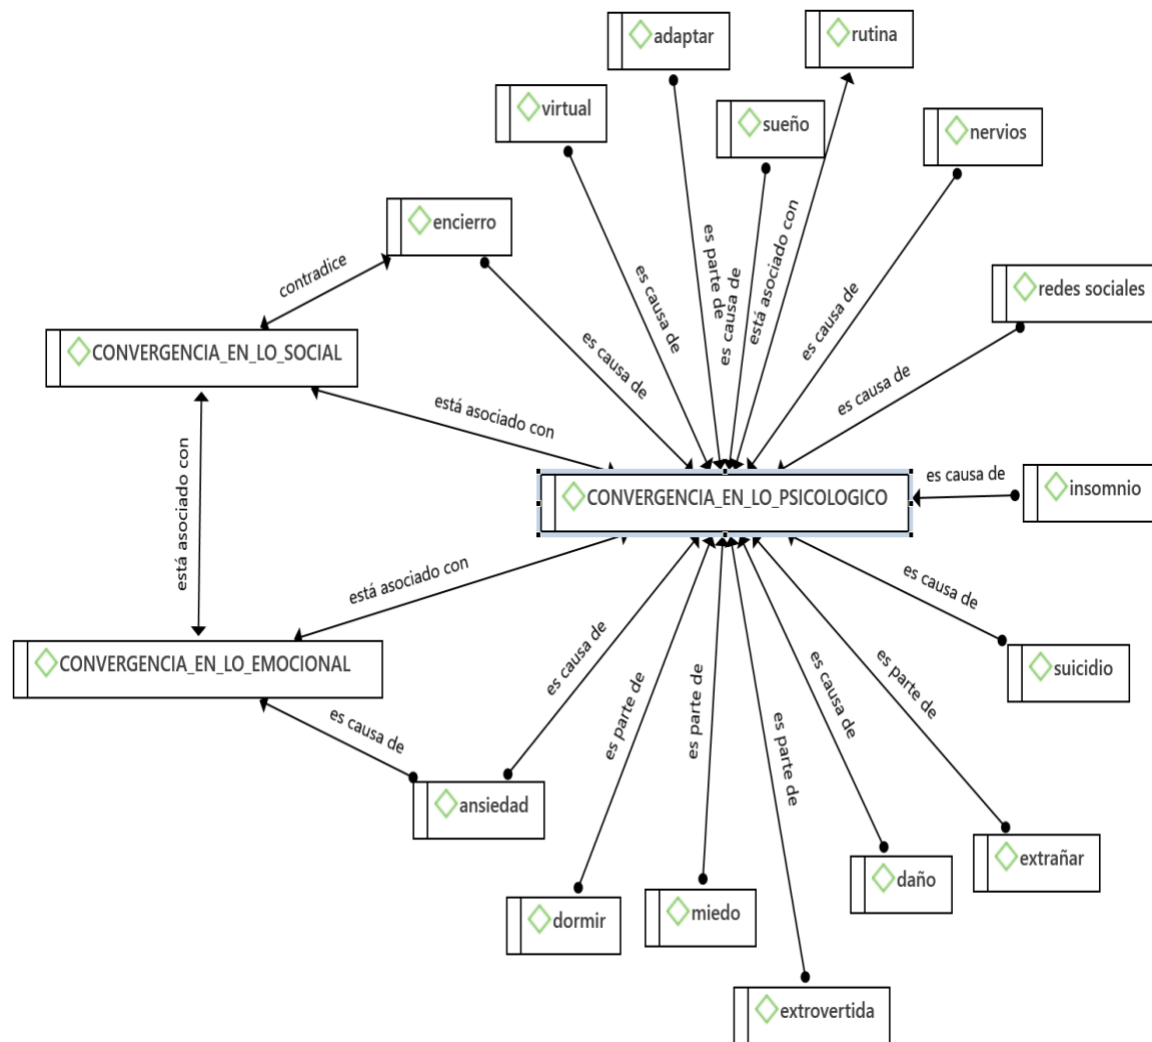 adaptar
rutina
virtual
sueño
nervios
encierro
contradice
es causa de
es causa de
es parte de
es causa de
está asociado con
es causa de
redes sociales
CONVERGENCIA_EN_LO_SOCIAL
es causa de
está asociado con
está asociado con
CONVERGENCIA_EN_LO_PSICOLOGICO
es causa de
insomnio
está asociado con
es causa de
suicidio
CONVERGENCIA_EN_LO_EMOCIONAL
es causa de
es causa de
es parte de
es parte de
es parte de
es causa de
es parte de
ansiedad
extrañar
daño
dormir
miedo
extrovertida